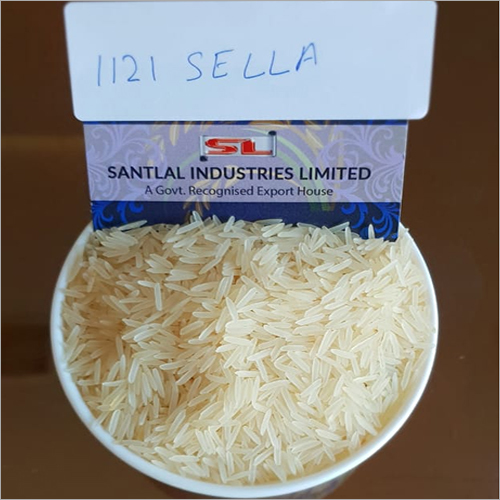 1121 SELLA
SL
SANTLAL INDUSTRIES LIMITED
A Govt. Recognised Export House